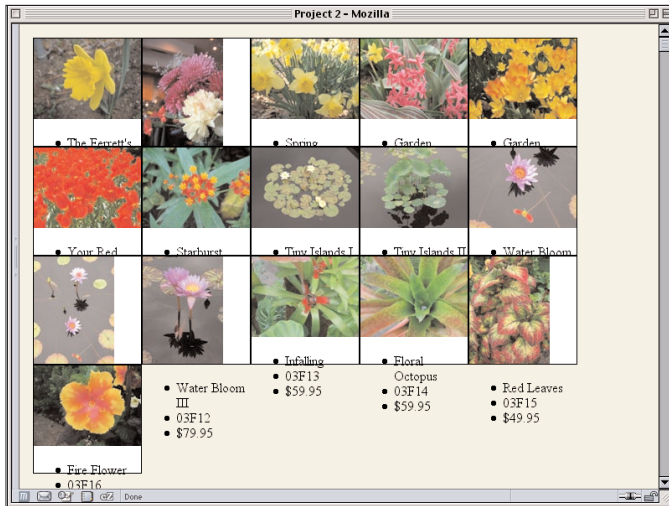 Project 2 – Mozilla
• The Ferrett's
• Spring
• Garden
• Garden
• Your Red
• Starburst
• Tiny Islands I
• Tiny Islands II
• Water Bloom
• Infalling
• 03F13
• $59.95
• Floral
Octopus
• 03F14
• $59.95
• Water Bloom
III
• 03F12
• $79.95
• Red Leaves
• 03F15
• $49.95
• Fire Flower
• 03F16
Done